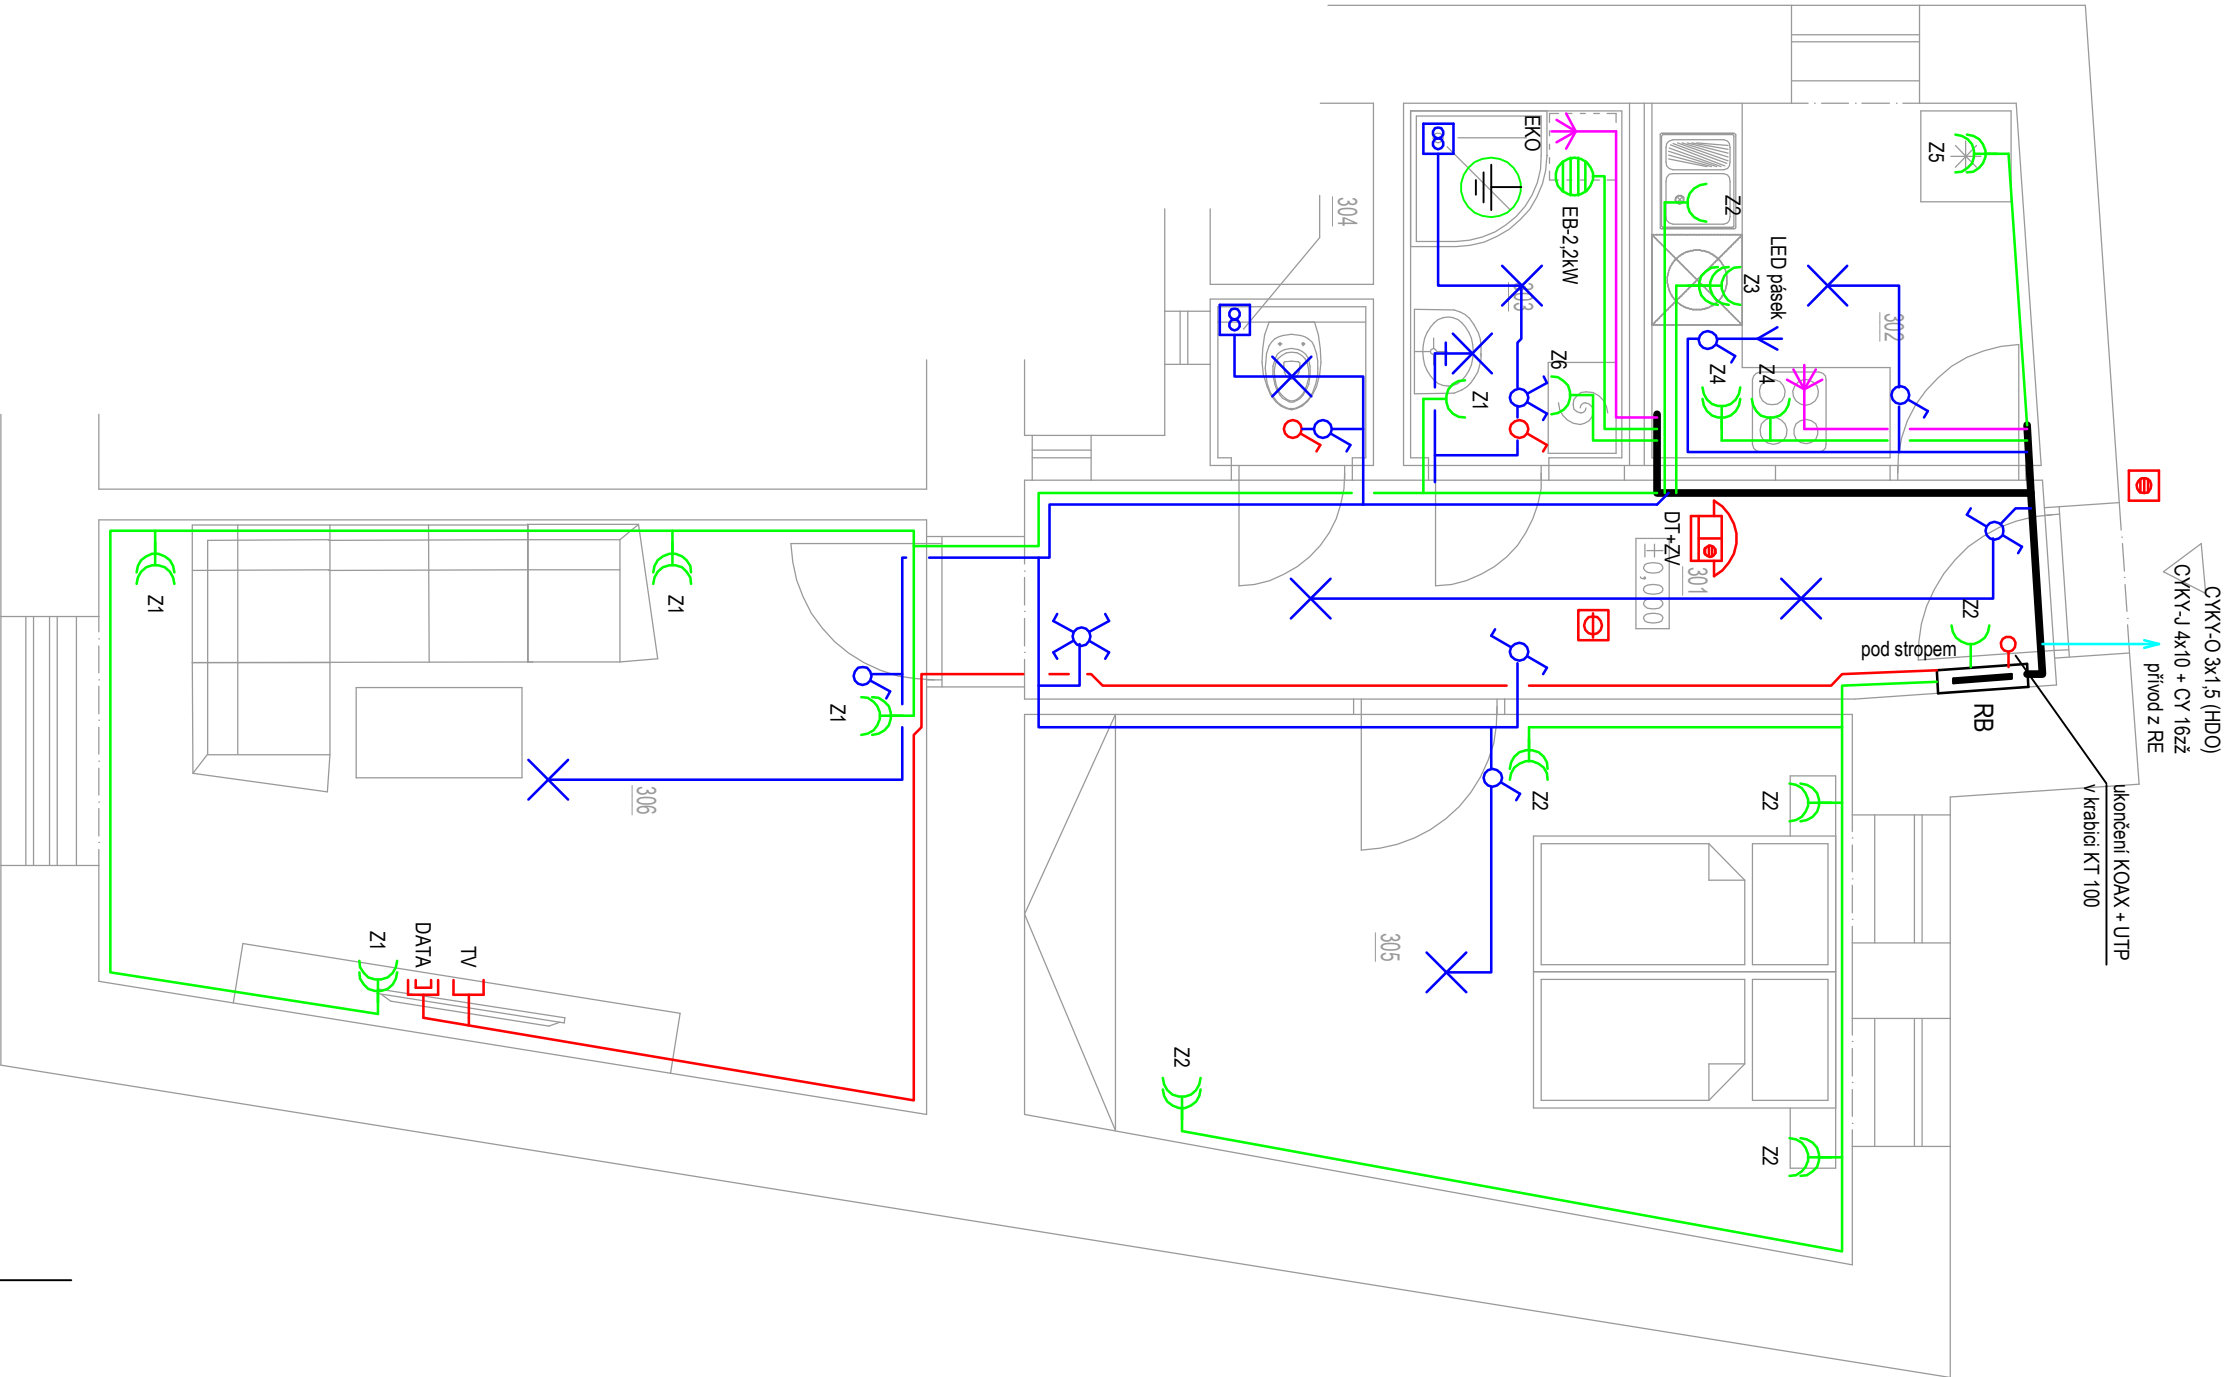 CYKY-O 3x1,5 (HDO)
CYKY-J 4x10 + CY 16zž
přívod z RE
ukončení KOAX + UTP
v krabici KT 100
RB
pod stropem
Z2
Z5
Z2
LED pásek
Z3
302
Z4
Z4
EKO
EB-2,2kW
303
Z6
Z1
304
DT+ZV
301
±0,000
Z2
Z2
Z2
Z2
305
Z1
Z1
Z1
306
TV
DATA
Z1